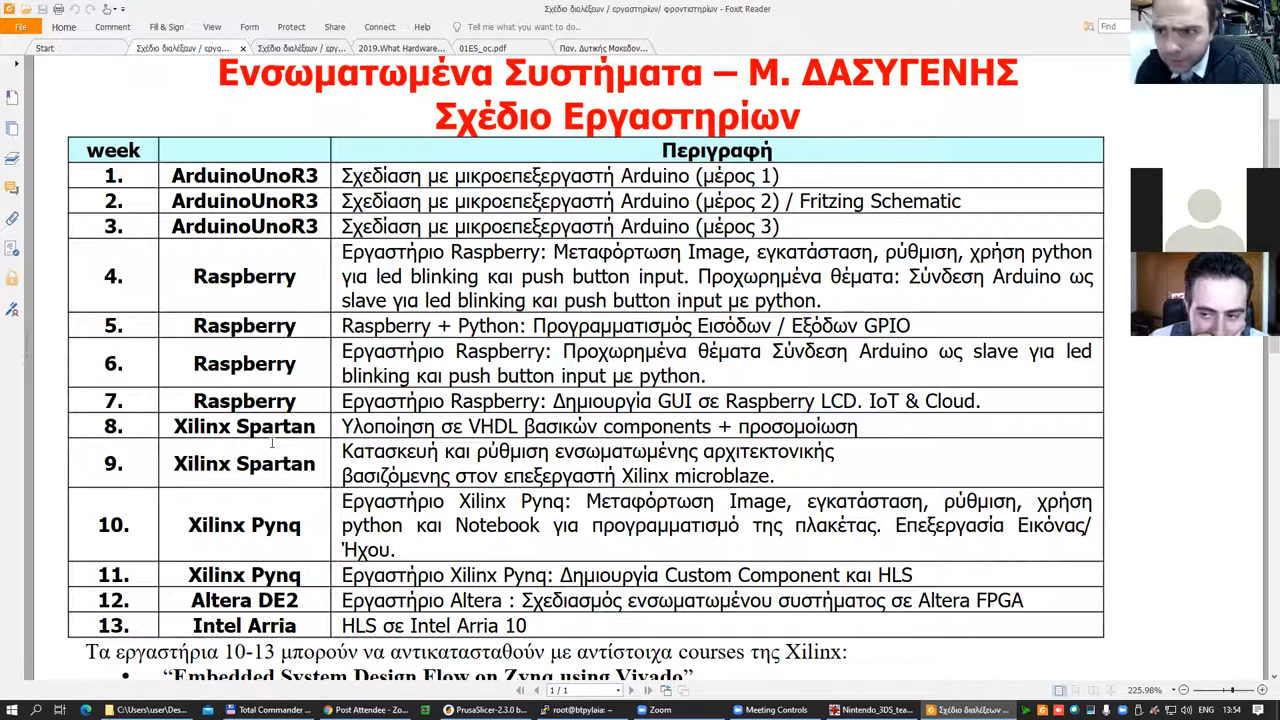 Σχέδιο διαλέξεων / εργαστηρίων/ φροντιστηρίων - Foxit Reader
File Home Comment Fill & Sign View Form Protect Share Connect Help Tell me what you want to do... Find
Start Σχέδιο διαλέξεων / εργα... Σχέδιο διαλέξεων / εργ... 2019.What Hardware... 01ES_oc.pdf Παν. Δυτικής Μακεδον...
Ενσωματωμένα Συστήματα – Μ. ΔΑΣΥΓΕΝΗΣ
Σχέδιο Εργαστηρίων
week Περιγραφή
1. ArduinoUnoR3 Σχεδίαση με μικροεπεξεργαστή Arduino (μέρος 1)
2. ArduinoUnoR3 Σχεδίαση με μικροεπεξεργαστή Arduino (μέρος 2) / Fritzing Schematic
3. ArduinoUnoR3 Σχεδίαση με μικροεπεξεργαστή Arduino (μέρος 3)
4. Raspberry Εργαστήριο Raspberry: Μεταφόρτωση Image, εγκατάσταση, ρύθμιση, χρήση python
για led blinking και push button input. Προχωρημένα θέματα: Σύνδεση Arduino ως
slave για led blinking και push button input με python.
5. Raspberry Raspberry + Python: Προγραμματισμός Εισόδων / Εξόδων GPIO
6. Raspberry Εργαστήριο Raspberry: Προχωρημένα θέματα Σύνδεση Arduino ως slave για led
blinking και push button input με python.
7. Raspberry Εργαστήριο Raspberry: Δημιουργία GUI σε Raspberry LCD. IoT & Cloud.
8. Xilinx Spartan Υλοποίηση σε VHDL βασικών components + προσομοίωση
9. Xilinx Spartan Κατασκευή και ρύθμιση ενσωματωμένης αρχιτεκτονικής
βασιζόμενης στον επεξεργαστή Xilinx microblaze.
10. Xilinx Pynq Εργαστήριο Xilinx Pynq: Μεταφόρτωση Image, εγκατάσταση, ρύθμιση, χρήση
python και Notebook για προγραμματισμό της πλακέτας. Επεξεργασία Εικόνας/
Ήχου.
11. Xilinx Pynq Εργαστήριο Xilinx Pynq: Δημιουργία Custom Component και HLS
12. Altera DE2 Εργαστήριο Altera : Σχεδιασμός ενσωματωμένου συστήματος σε Altera FPGA
13. Intel Arria HLS σε Intel Arria 10
Τα εργαστήρια 10-13 μπορούν να αντικατασταθούν με αντίστοιχα courses της Xilinx:
• “Embedded System Design Flow on Zynq using Vivado”
1 / 1 225.98%
C:\Users\user\Des... Total Commander ... Post Attendee - Zo... PrusaSlicer-2.3.0 b... root@btpylaia: ~ Zoom Meeting Controls Nintendo_3DS_tea... Σχέδιο διαλέξεων ... ENG 13:54